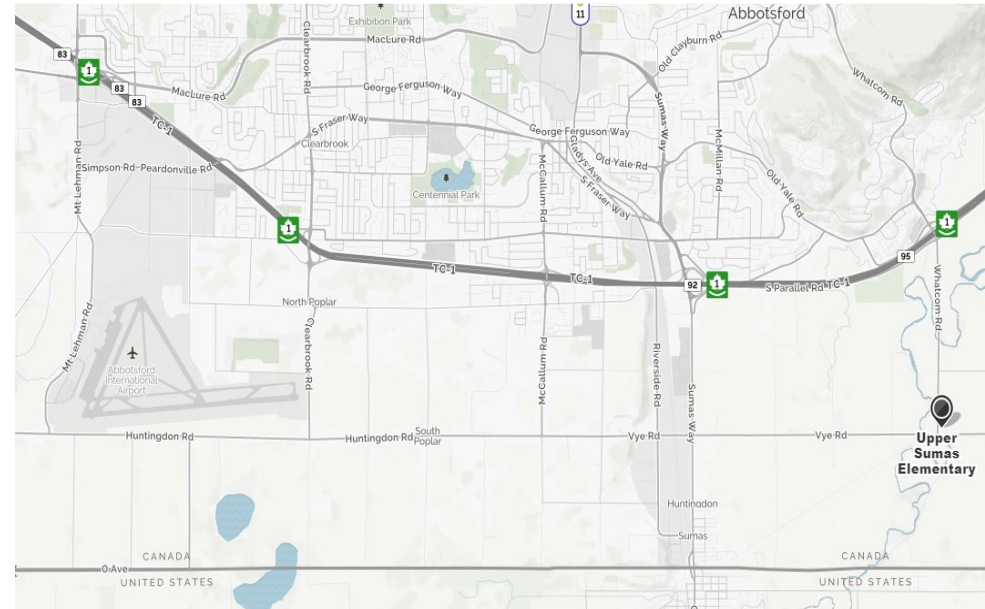 11
Abbotsford
Exhibition Park
Clearbrook Rd
MacLure Rd
Old Clayburn Rd
83
1
83
83
MacLure Rd
George Ferguson Way
Whatcom Rd
TC-1
S Fraser Way
Clearbrook
George Ferguson Way
Sumas Way
McMillan Rd
Mt Lehman Rd
Simpson Rd-Peardonville Rd
Gladys Ave
Old Yale Rd
Centennial Park
McCallum Rd
S Fraser Way
Old Yale Rd
1
1
TC-1
TC-1
92
1
S Parallel Rd
TC-1
95
Whatcom Rd
North Poplar
Mt Lehman Rd
Clearbrook Rd
McCallum Rd
Riverside Rd
Sumas Way
Abbotsford
International
Airport
Huntingdon Rd
Huntingdon Rd
South
Poplar
Vye Rd
Vye Rd
Upper
Sumas
Elementary
Huntingdon
Sumas
CANADA
CANADA
0 Ave
UNITED STATES
UNITED STATES